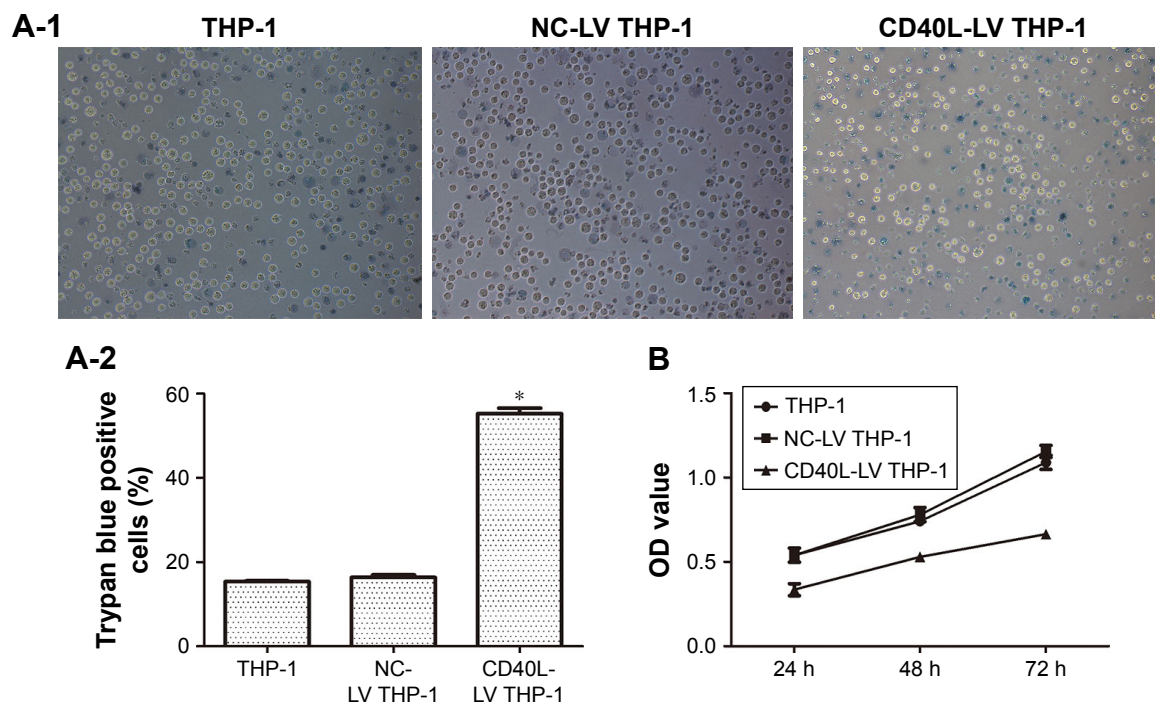 A-1
THP-1
NC-LV THP-1
CD40L-LV THP-1
A-2
Trypan blue positive
cells (%)
60
40
20
0
*
THP-1
NC-
LV THP-1
CD40L-
LV THP-1
B
OD value
1.5
1.0
0.5
0.0
THP-1
NC-LV THP-1
CD40L-LV THP-1
24 h
48 h
72 h